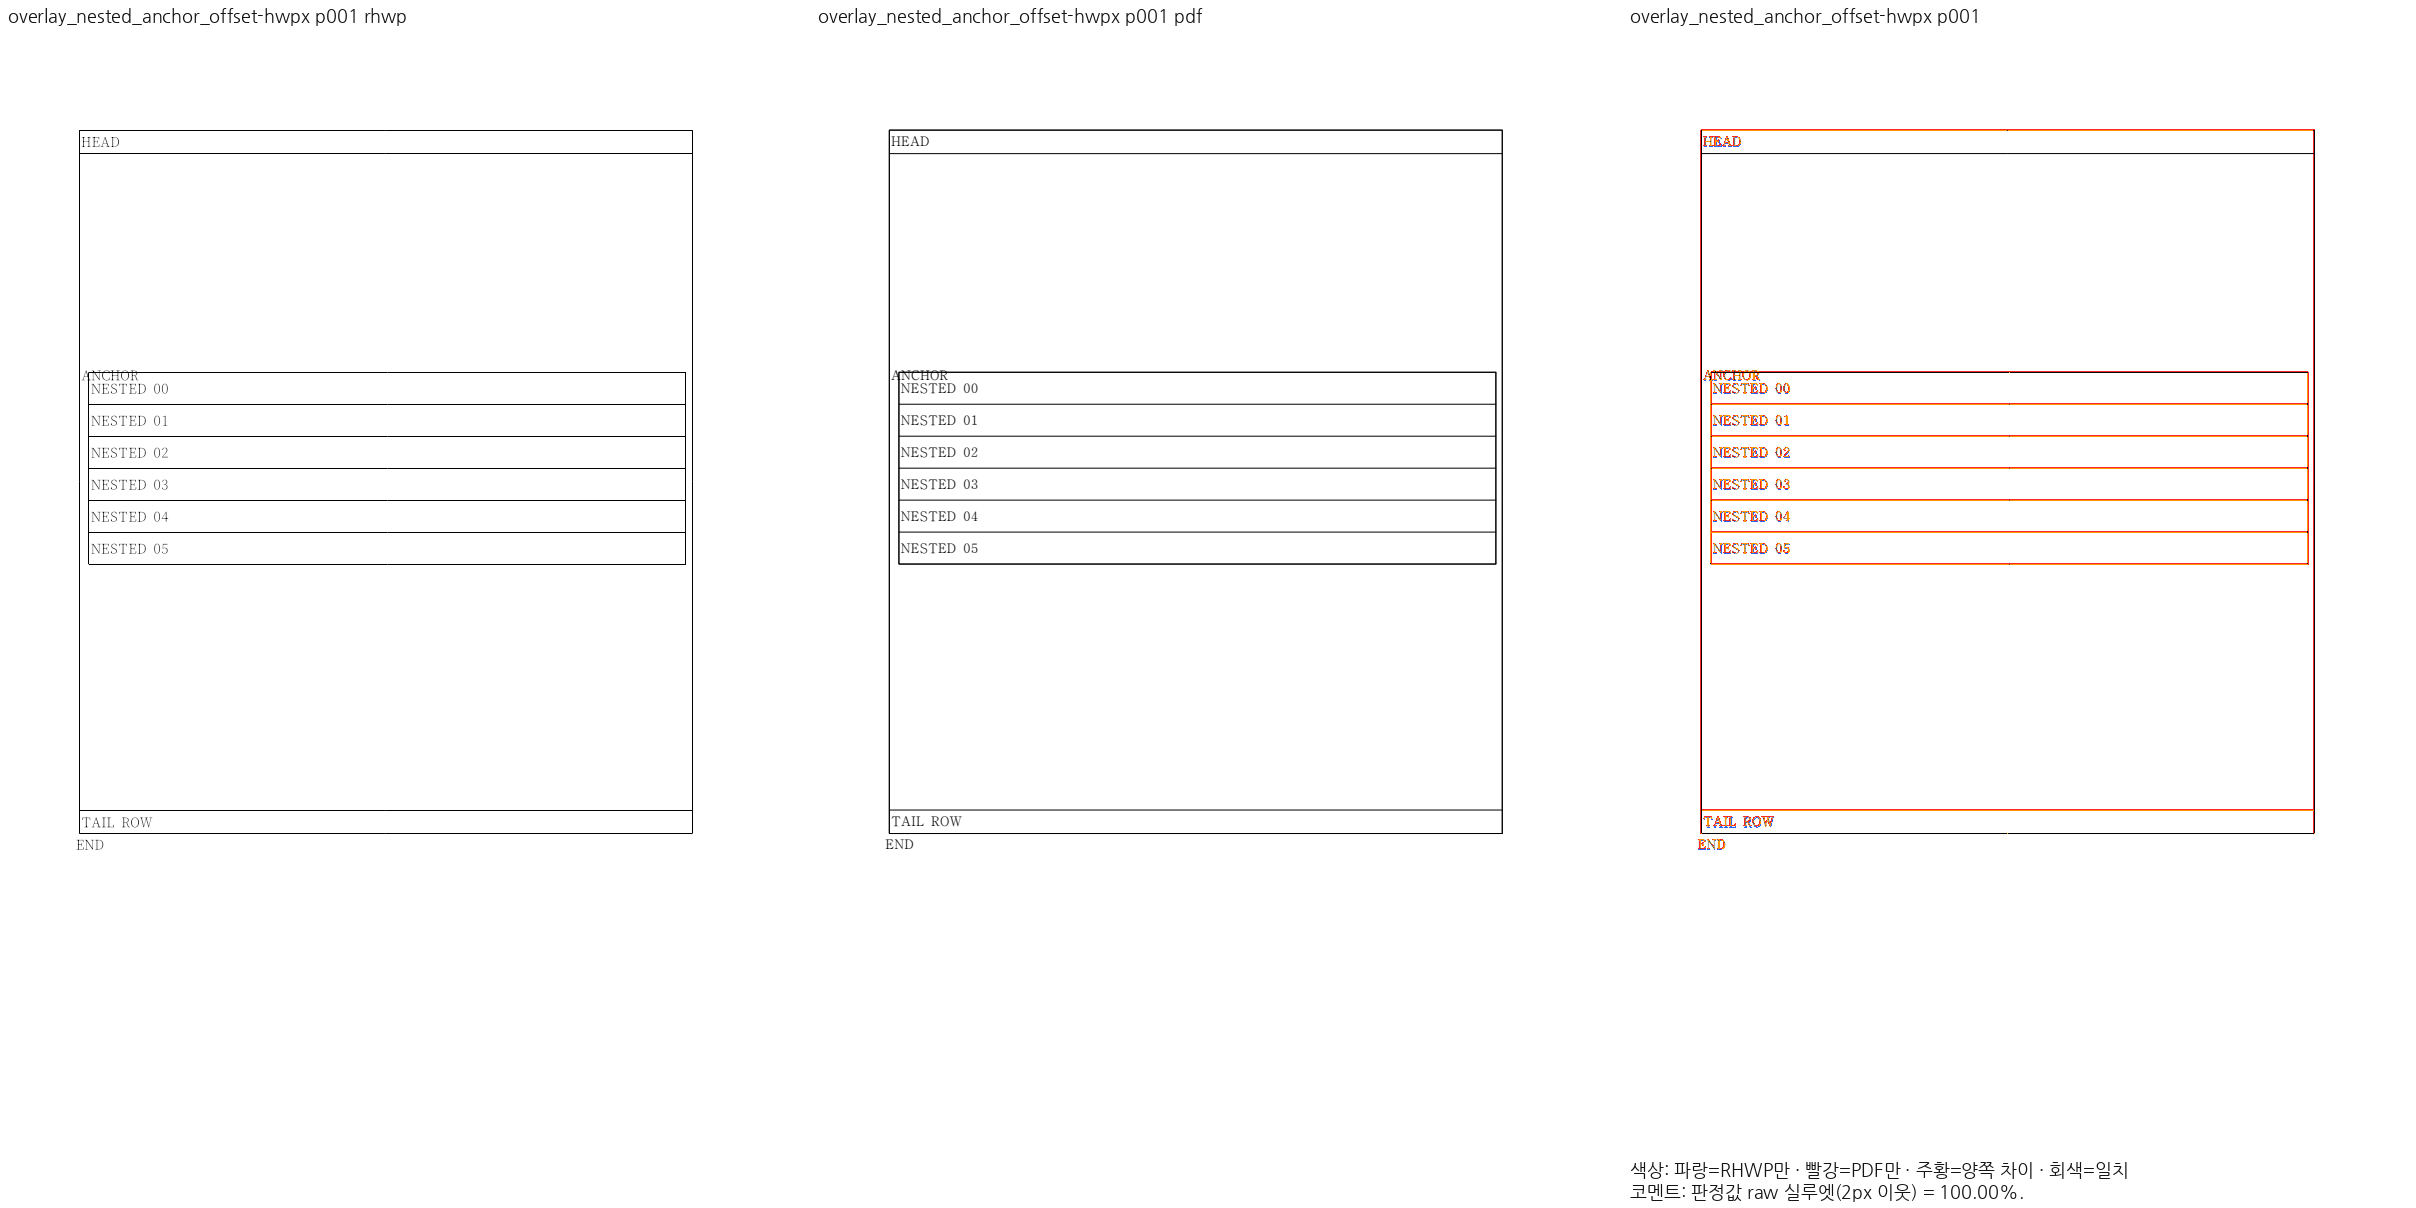 overlay_nested_anchor_offset-hwpx p001 rhwp
HEAD
ANCHOR
NESTED 00
NESTED 01
NESTED 02
NESTED 03
NESTED 04
NESTED 05
TAIL ROW
END
overlay_nested_anchor_offset-hwpx p001 pdf
HEAD
ANCHOR
NESTED 00
NESTED 01
NESTED 02
NESTED 03
NESTED 04
NESTED 05
TAIL ROW
END
overlay_nested_anchor_offset-hwpx p001
HEAD
ANCHOR
NESTED 00
NESTED 01
NESTED 02
NESTED 03
NESTED 04
NESTED 05
TAIL ROW
END
색상: 파랑=RHWP만 · 빨강=PDF만 · 주황=양쪽 차이 · 회색=일치
코멘트: 판정값 raw 실루엣(2px 이웃) = 100.00%.